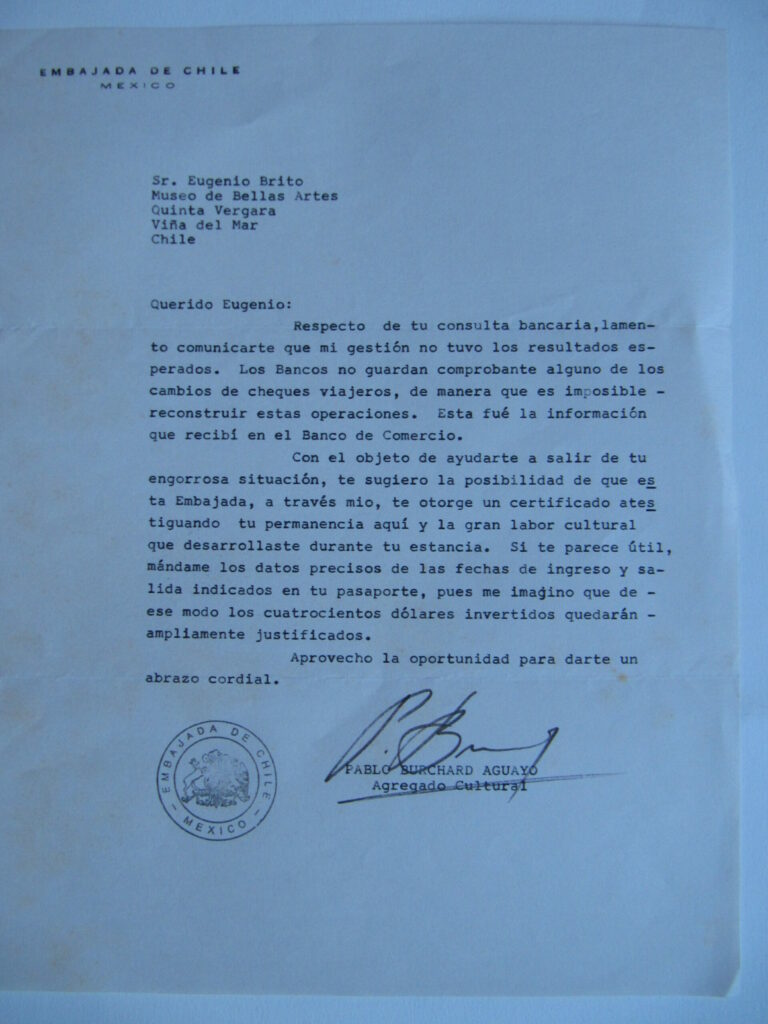 EMBAJADA DE CHILE
MEXICO
Sr. Eugenio Brito
Museo de Bellas Artes
Quinta Vergara
Viña del Mar
Chile
Querido Eugenio:
Respecto de tu consulta bancaria,lamen-
to comunicarte que mi gestión no tuvo los resultados es-
perados. Los Bancos no guardan comprobante alguno de los
cambios de cheques viajeros, de manera que es imposible -
reconstruir estas operaciones. Esta fué la información
que recibí en el Banco de Comercio.
Con el objeto de ayudarte a salir de tu
engorrosa situación, te sugiero la posibilidad de que es
ta Embajada, a través mio, te otorge un certificado ates
tiguando tu permanencia aquí y la gran labor cultural
que desarrollaste durante tu estancia. Si te parece útil,
mándame los datos precisos de las fechas de ingreso y sa-
lida indicados en tu pasaporte, pues me imagino que de -
ese modo los cuatrocientos dólares invertidos quedarán -
ampliamente justificados.
Aprovecho la oportunidad para darte un
abrazo cordial.
EMBAJADA DE CHILE
- MEXICO -
PABLO BURCHARD AGUAYO
Agregado Cultural